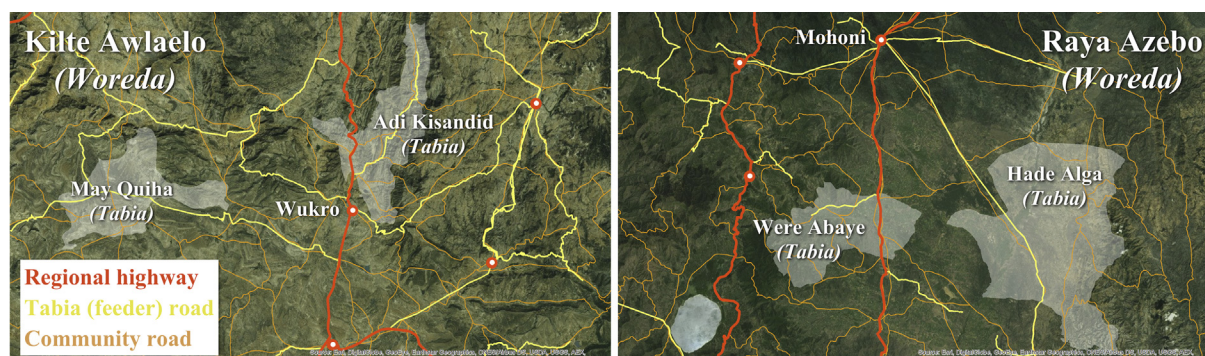 Kilte Awlaelo
(Woreda)
Adi Kisandid
(Tabia)
May Quiha
(Tabia)
Wukro
Regional highway
Tabia (feeder) road
Community road
Mohoni
Raya Azebo
(Woreda)
Hade Alga
(Tabia)
Were Abaye
(Tabia)